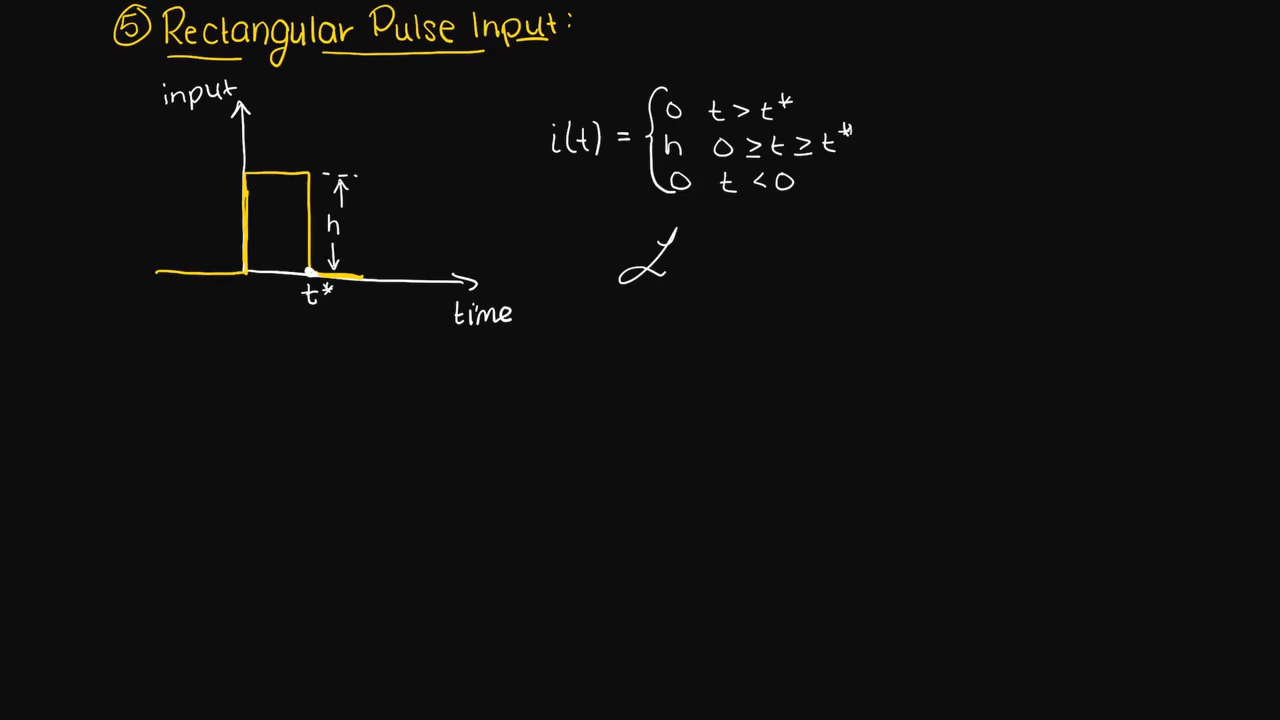 ⑤ Rectangular Pulse Input:
input
i(t) = { 0 t > t*
h 0 ≥ t ≥ t*
0 t < 0
h
ℒ
t*
time